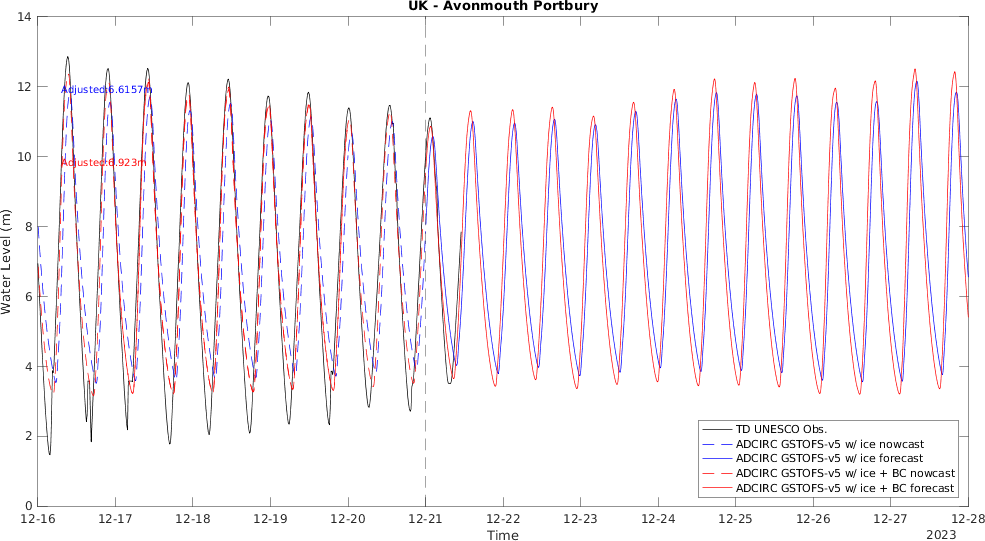 UK - Avonmouth Portbury
14
12
10
8
6
4
2
0
Water Level (m)
Adjusted:6.6157m
Adjusted:6.923m
TD UNESCO Obs.
ADCIRC GSTOFS-v5 w/ ice nowcast
ADCIRC GSTOFS-v5 w/ ice forecast
ADCIRC GSTOFS-v5 w/ ice + BC nowcast
ADCIRC GSTOFS-v5 w/ ice + BC forecast
12-16 12-17 12-18 12-19 12-20 12-21 12-22 12-23 12-24 12-25 12-26 12-27 12-28
Time
2023